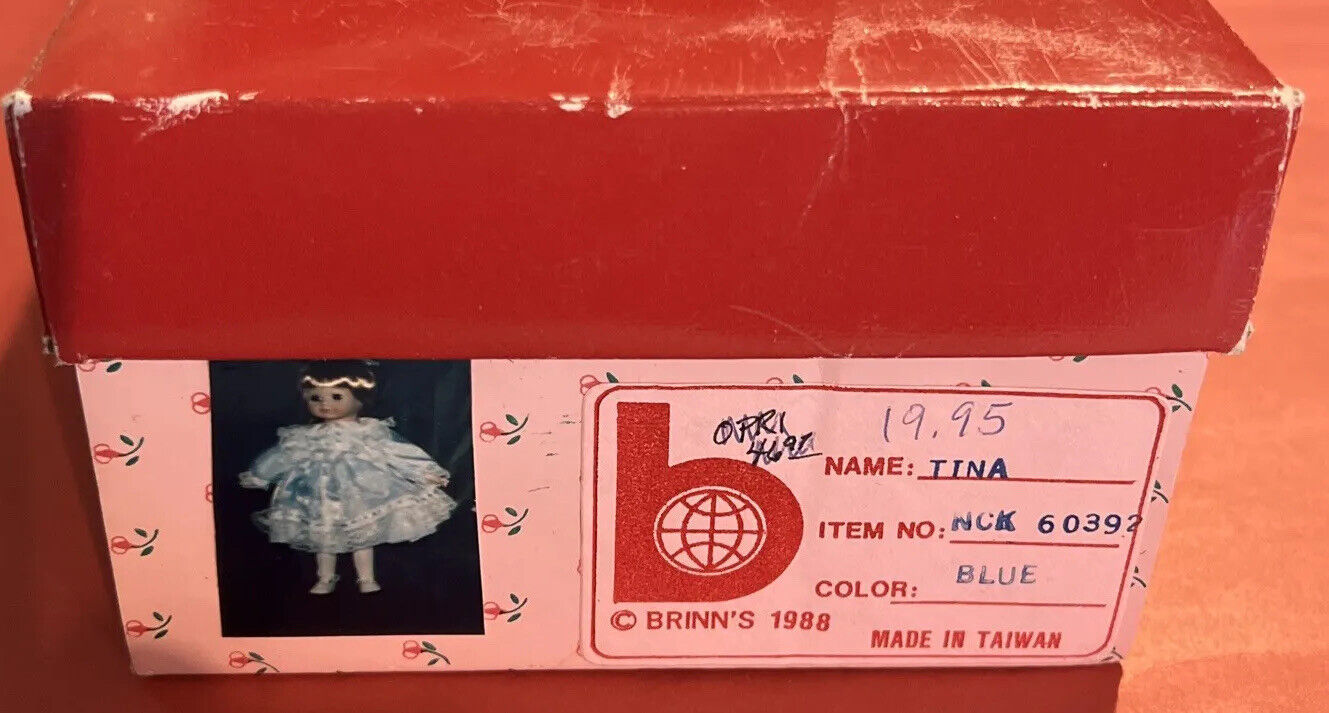 19.95
NAME: TINA
ITEM NO: NCK 60392
COLOR: BLUE
b
© BRINN'S 1988
MADE IN TAIWAN